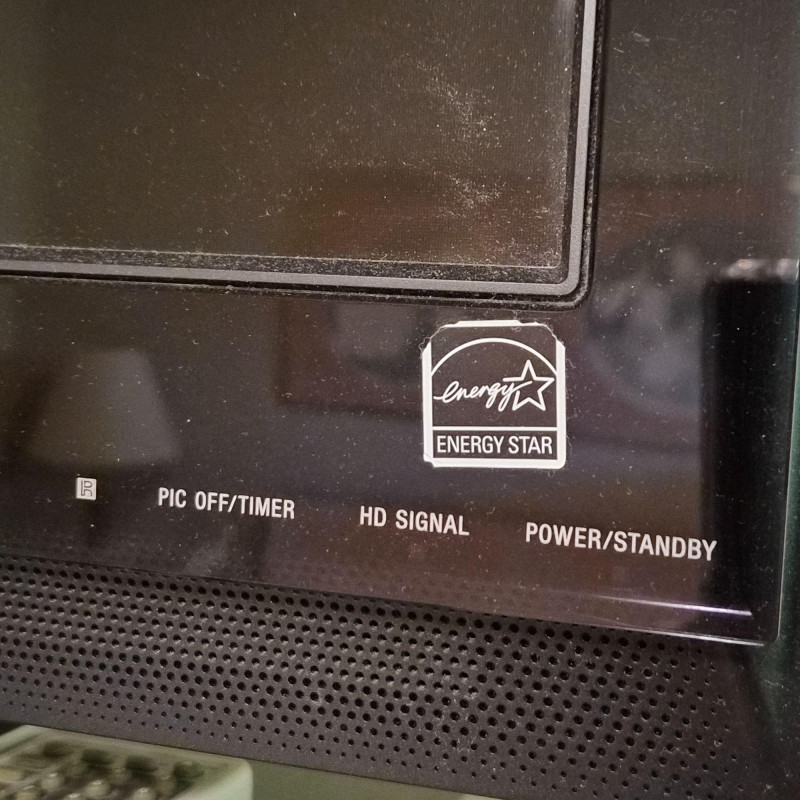 energy
ENERGY STAR
PIC OFF/TIMER
HD SIGNAL
POWER/STANDBY